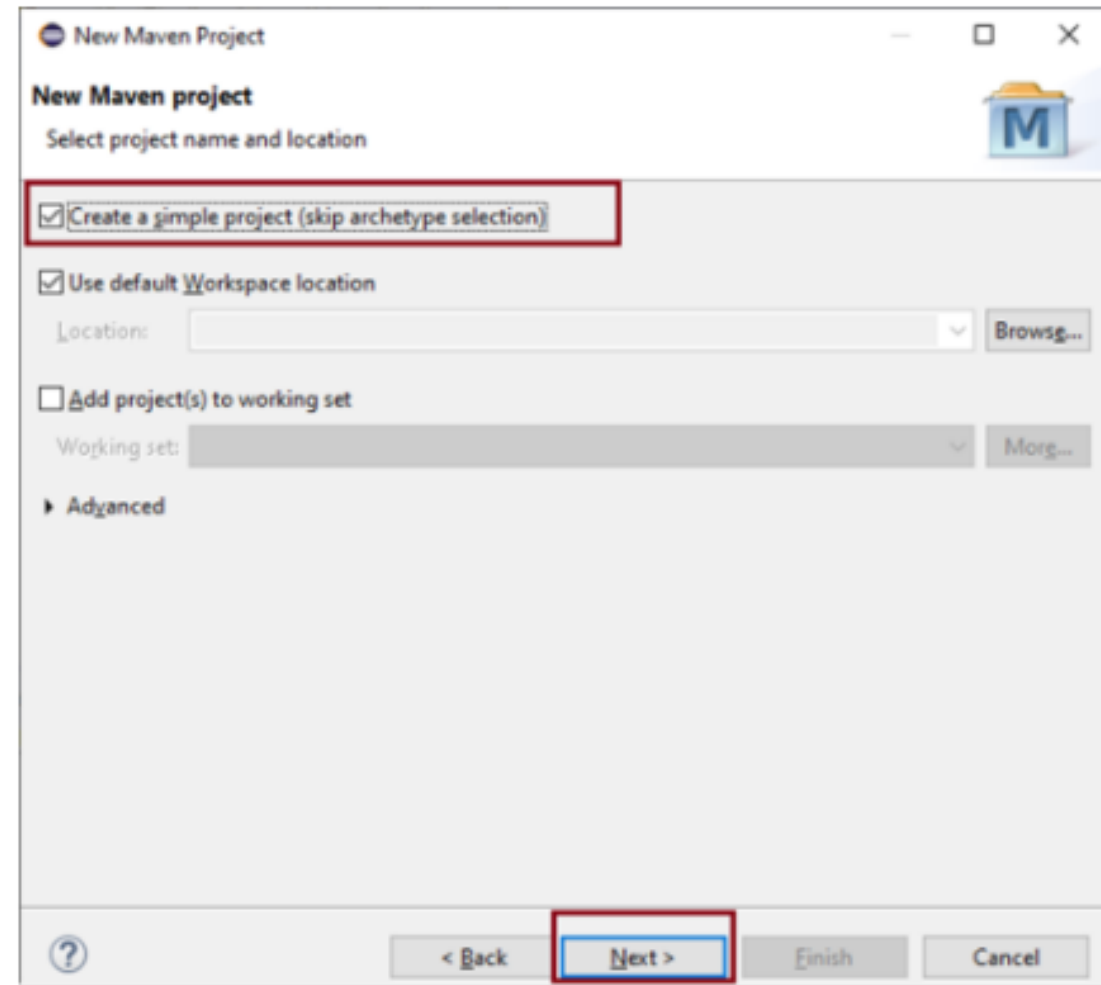 New Maven Project
New Maven project
Select project name and location
M
Create a simple project (skip archetype selection)
Use default Workspace location
Location:
Browse...
Add project(s) to working set
Working set:
More...
Advanced
?
< Back
Next >
Finish
Cancel